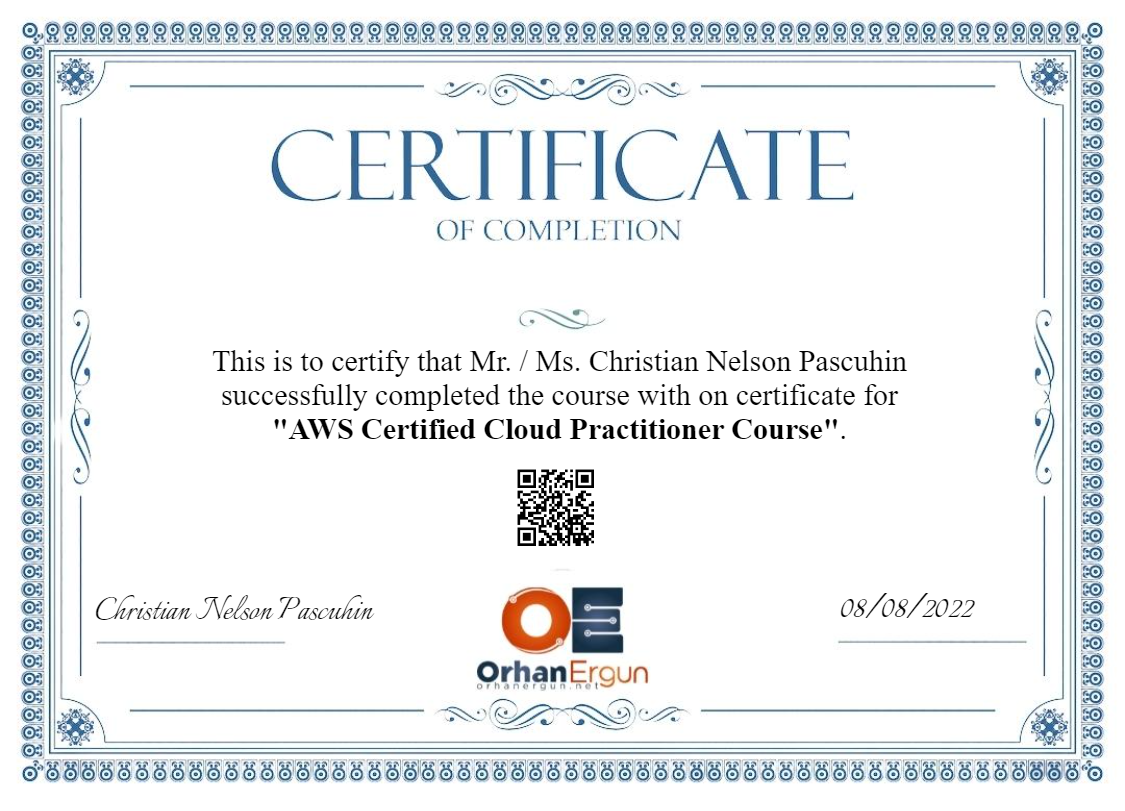 CERTIFICATE
OF COMPLETION
This is to certify that Mr. / Ms. Christian Nelson Pascuhin
successfully completed the course with on certificate for
"AWS Certified Cloud Practitioner Course".
Christian Nelson Pascuhin
08/08/2022
OE
OrhanErgun
orhanergun.net